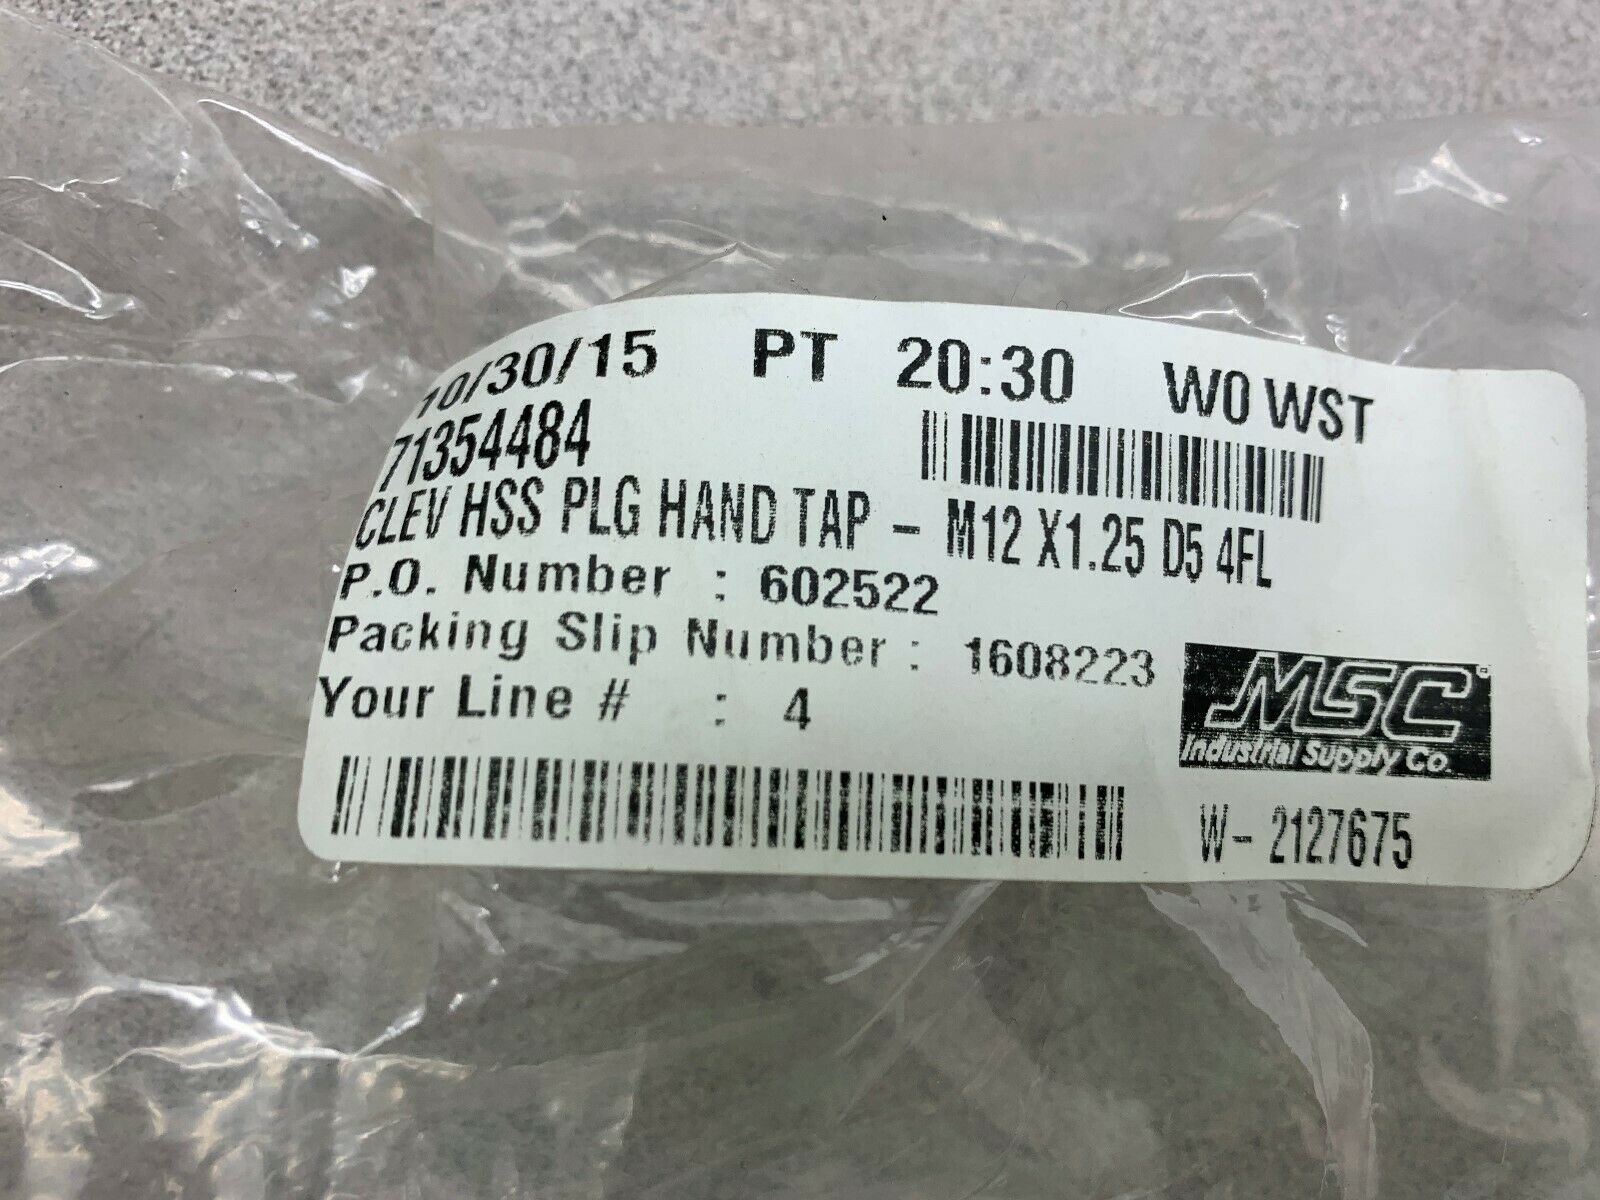 10/30/15 PT 20:30 W0 WST
71354484
CLEV HSS PLG HAND TAP - M12 X1.25 D5 4FL
P.O. Number : 602522
Packing Slip Number : 1608223
Your Line # : 4
MSC
Industrial Supply Co.
W- 2127675